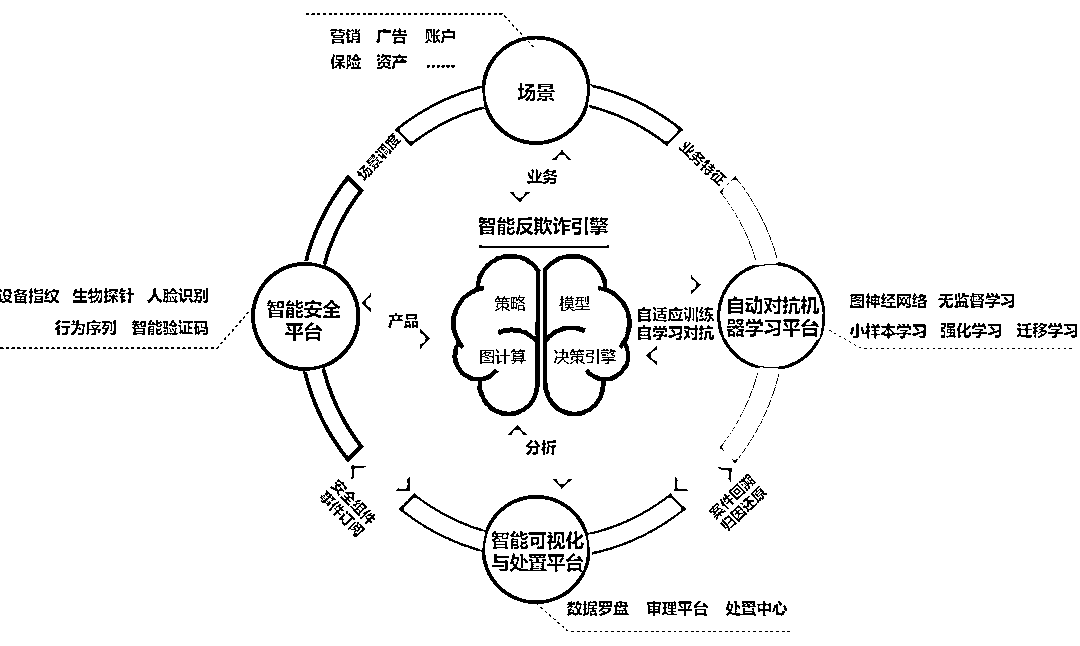 营销 广告 账户
保险 资产 ……
场景
场景调度
业务特征
业务
智能反欺诈引擎
策略 模型
图计算 决策引擎
设备指纹 生物探针 人脸识别
行为序列 智能验证码
智能安全
平台
产品
自适应训练
自学习对抗
自动对抗机
器学习平台
图神经网络 无监督学习
小样本学习 强化学习 迁移学习
分析
安全组件
事件订阅
案件回溯
归因还原
智能可视化
与处置平台
数据罗盘 审理平台 处置中心